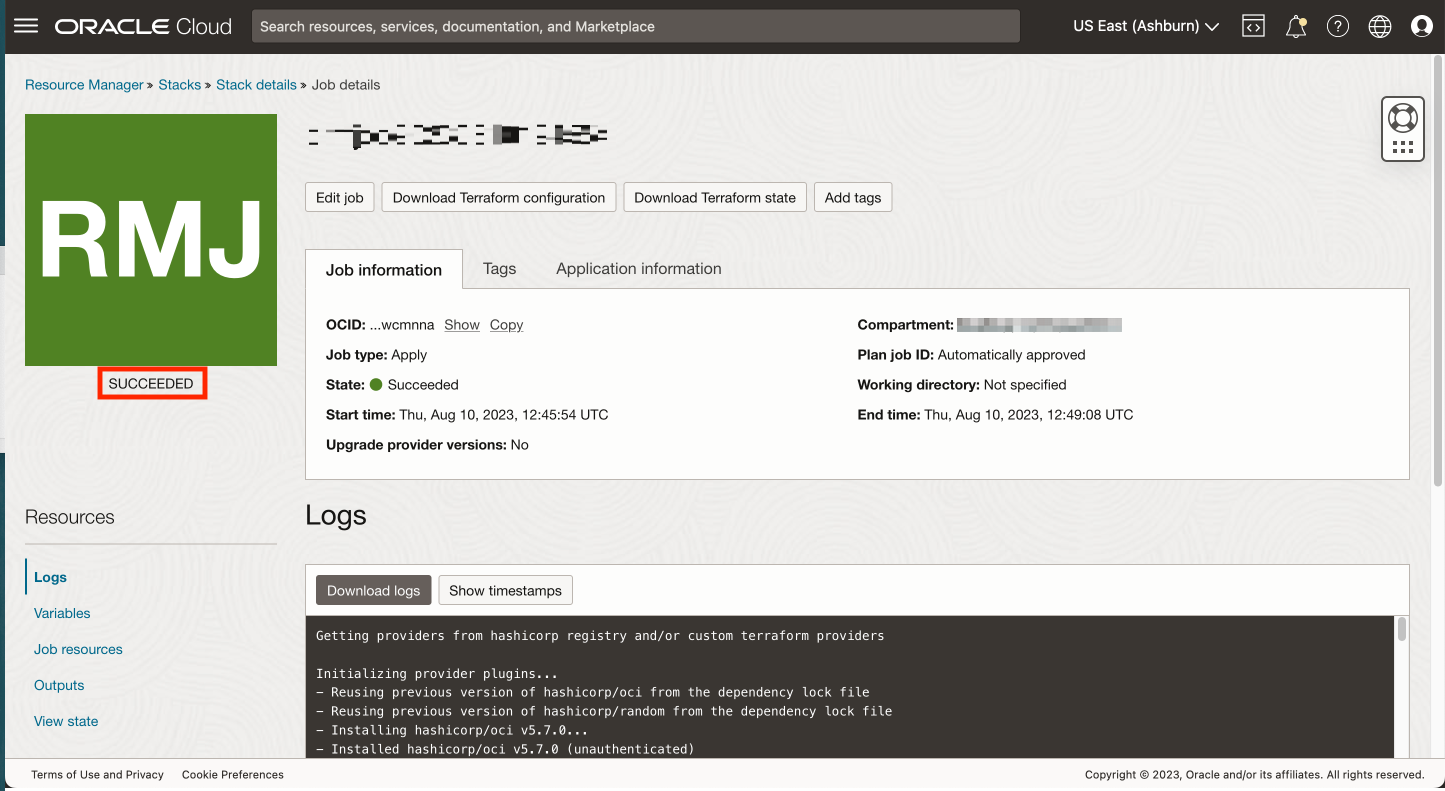 ORACLE Cloud
Search resources, services, documentation, and Marketplace
US East (Ashburn)
Resource Manager » Stacks » Stack details » Job details
RMJ
SUCCEEDED
Edit job
Download Terraform configuration
Download Terraform state
Add tags
Job information
Tags
Application information
OCID: ...wcmnna Show Copy
Compartment:
Job type: Apply
Plan job ID: Automatically approved
State: Succeeded
Working directory: Not specified
Start time: Thu, Aug 10, 2023, 12:45:54 UTC
End time: Thu, Aug 10, 2023, 12:49:08 UTC
Upgrade provider versions: No
Resources
Logs
Variables
Job resources
Outputs
View state
Logs
Download logs
Show timestamps
Getting providers from hashicorp registry and/or custom terraform providers
Initializing provider plugins...
- Reusing previous version of hashicorp/oci from the dependency lock file
- Reusing previous version of hashicorp/random from the dependency lock file
- Installing hashicorp/oci v5.7.0...
- Installed hashicorp/oci v5.7.0 (unauthenticated)
Terms of Use and Privacy
Cookie Preferences
Copyright © 2023, Oracle and/or its affiliates. All rights reserved.